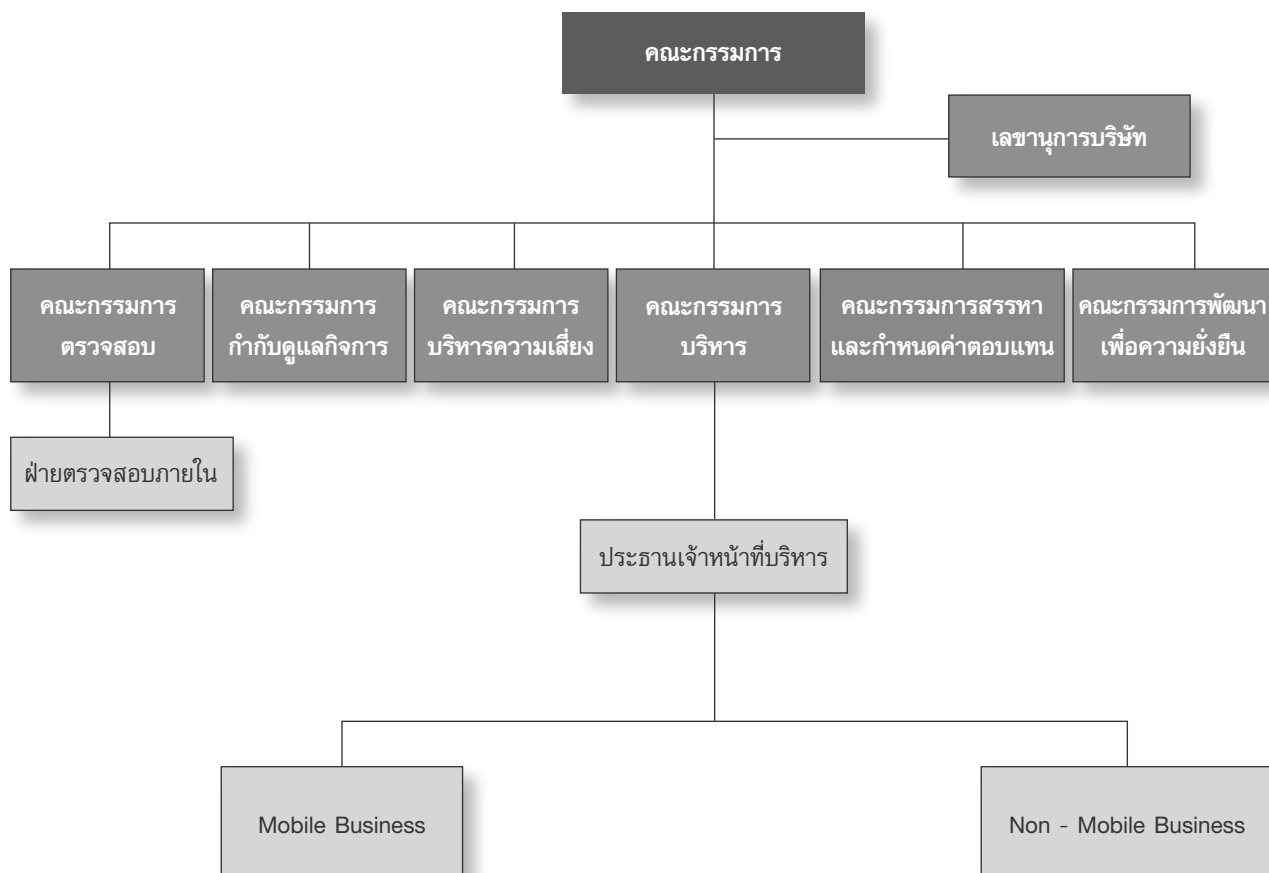 คณะกรรมการ
เลขานุการบริษัท
คณะกรรมการ
ตรวจสอบ
คณะกรรมการ
กำกับดูแลกิจการ
คณะกรรมการ
บริหารความเสี่ยง
คณะกรรมการ
บริหาร
คณะกรรมการสรรหา
และกำหนดค่าตอบแทน
คณะกรรมการพัฒนา
เพื่อความยั่งยืน
ฝ่ายตรวจสอบภายใน
ประธานเจ้าหน้าที่บริหาร
Mobile Business
Non - Mobile Business